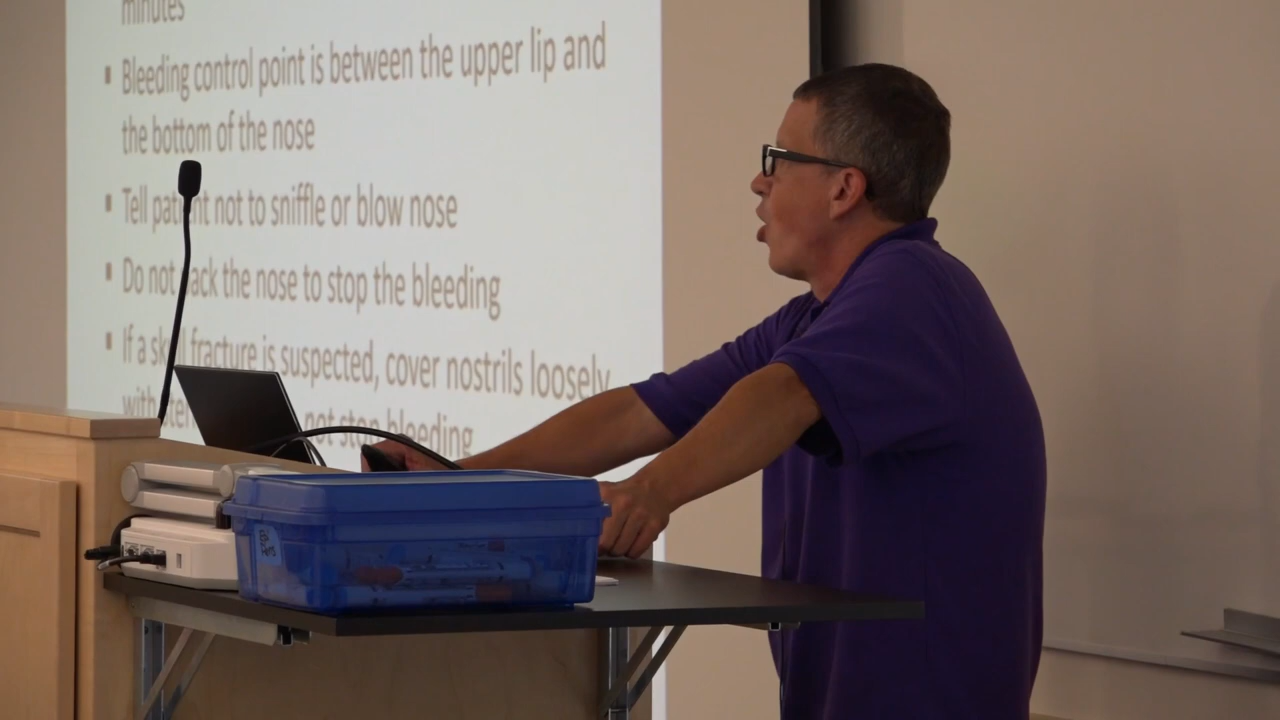 minutes
▪ Bleeding control point is between the upper lip and
the bottom of the nose
▪ Tell patient not to sniffle or blow nose
▪ Do not pack the nose to stop the bleeding
▪ If a skull fracture is suspected, cover nostrils loosely
with not stop bleeding